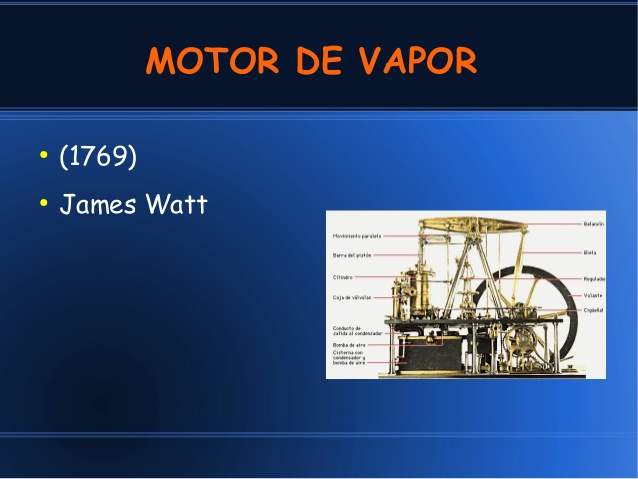 MOTOR DE VAPOR
• (1769)
• James Watt
Movimiento paralelo
Barra del pistón
Cilindro
Caja de válvulas
Conducto de
salida al condensador
Bomba de aire
Cisterna con
condensador y
bomba de aire
Balancín
Biela
Regulador
Volante
Cigüeñal